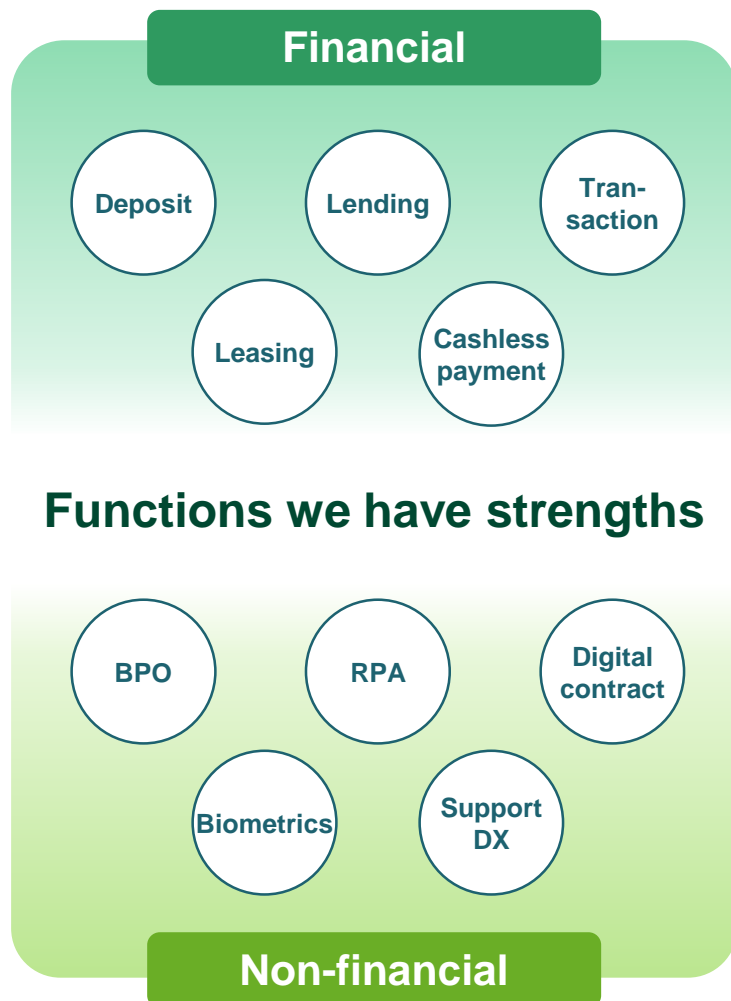 Financial
Deposit
Lending
Tran-
saction
Leasing
Cashless
payment
Functions we have strengths
BPO
RPA
Digital
contract
Biometrics
Support
DX
Non-financial